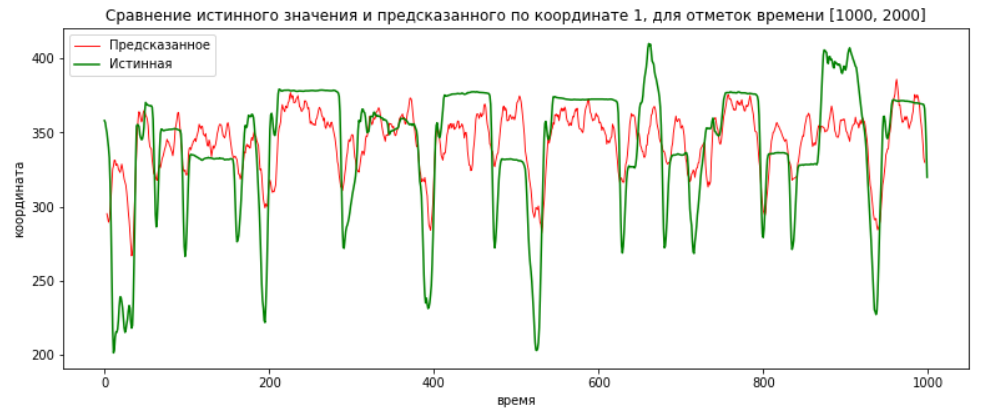 Сравнение истинного значения и предсказанного по координате 1, для отметок времени [1000, 2000]
Предсказанное
Истинная
400
350
300
250
200
координата
0
200
400
600
800
1000
время